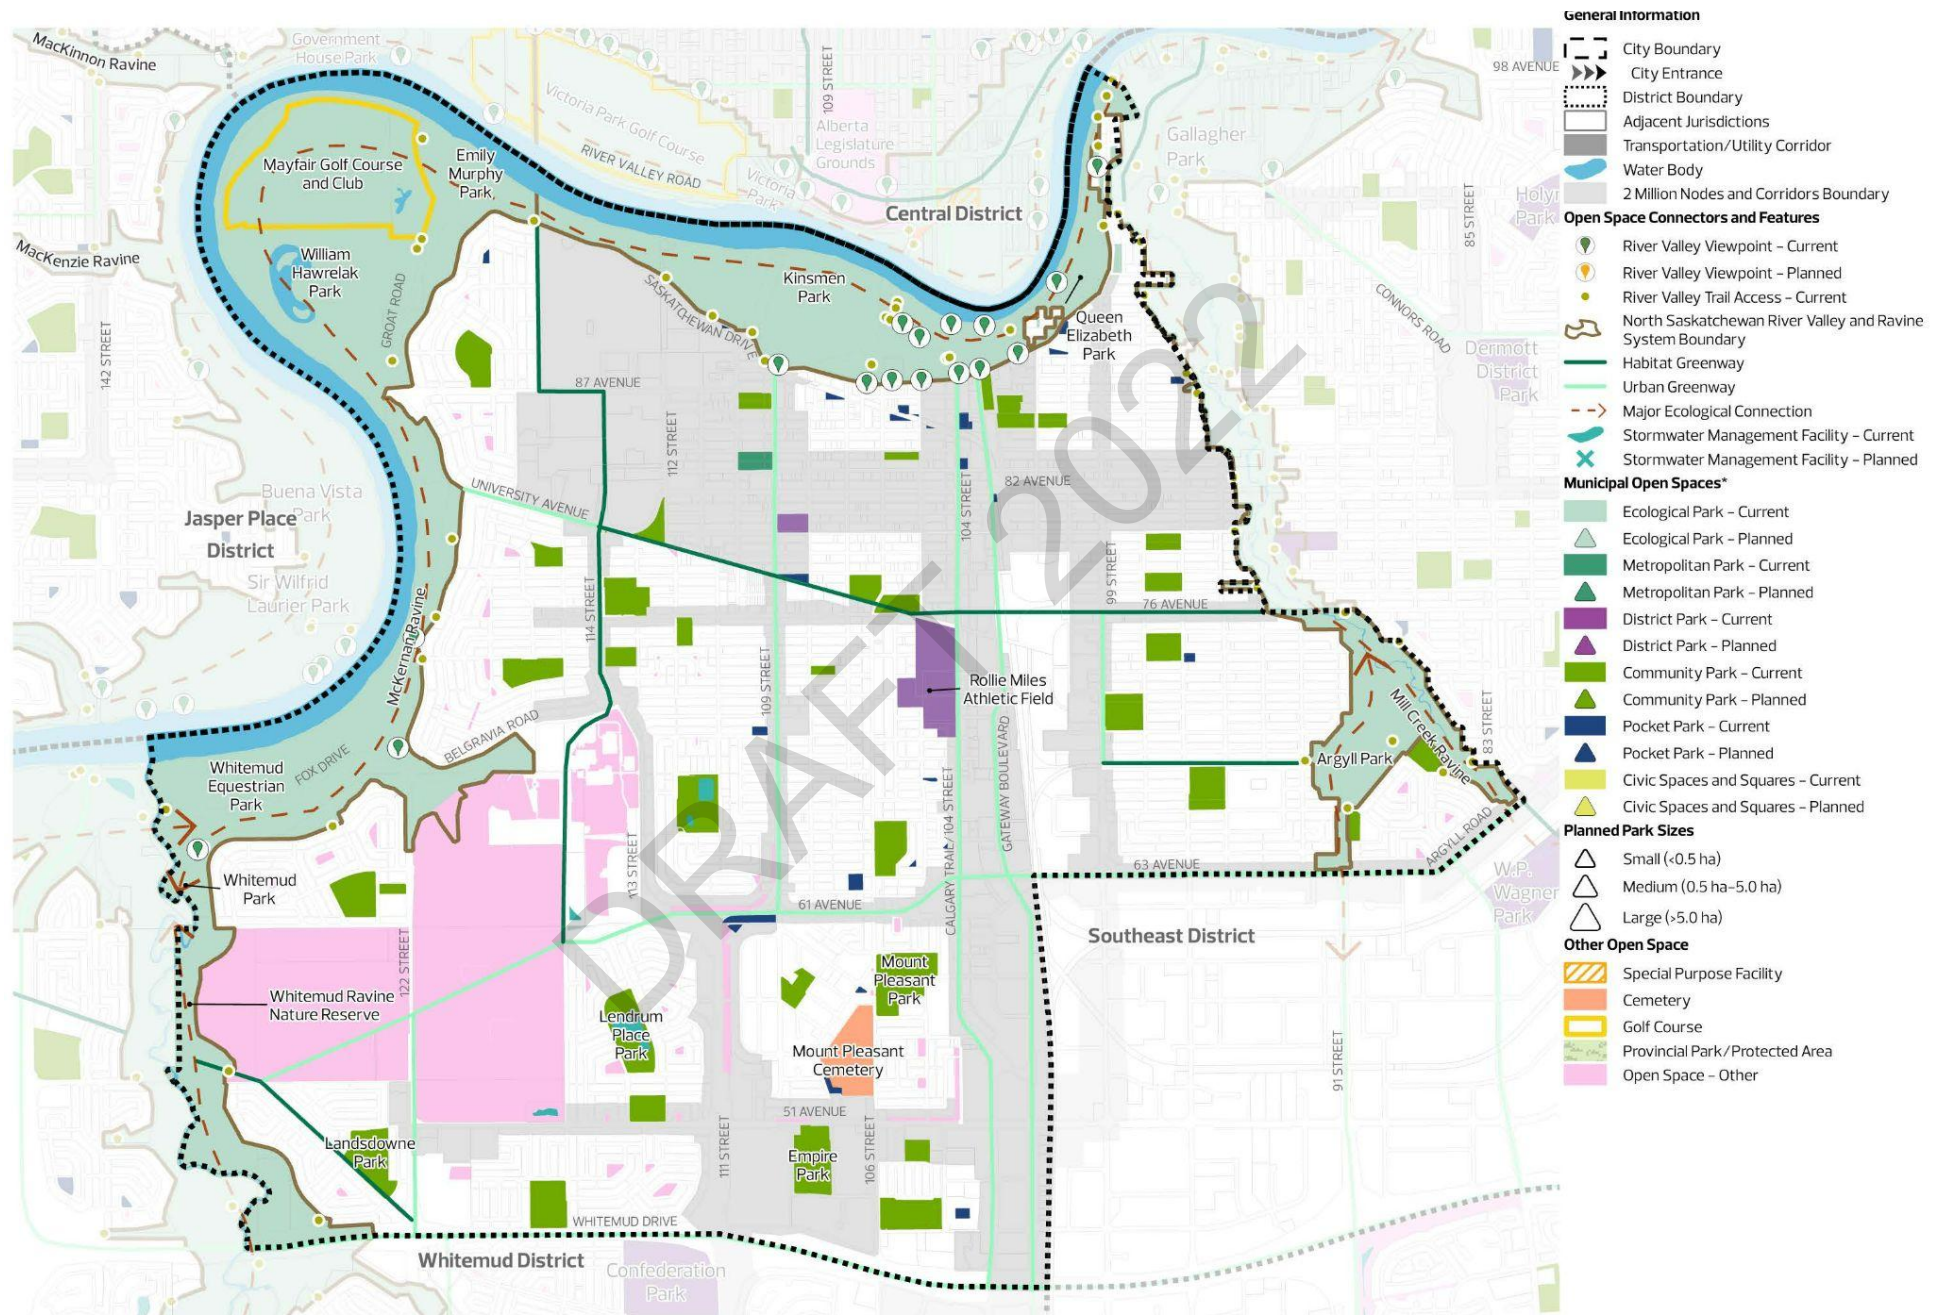 MacKinnon Ravine
Government
House Park
Victoria Park Golf Course
109 STREET
Alberta
Legislature
Grounds
RIVER VALLEY ROAD
Victoria
Park
Central District
Gallagher
Park
98 AVENUE
85 STREET
CONNORS ROAD
Dermott
District
Park
Mayfair Golf Course
and Club
Emily
Murphy
Park
MacKenzie Ravine
William
Hawrelak
Park
GROAT ROAD
142 STREET
Kinsmen
Park
SASKATCHEWAN DRIVE
Queen
Elizabeth
Park
87 AVENUE
112 STREET
UNIVERSITY AVENUE
82 AVENUE
104 STREET
Buena Vista
Park
Jasper Place
District
Sir Wilfrid
Laurier Park
McKernan Ravine
114 STREET
99 STREET
76 AVENUE
109 STREET
Rollie Miles
Athletic Field
BELGRAVIA ROAD
FOX DRIVE
Whitemud
Equestrian
Park
GATEWAY BOULEVARD
CALGARY TRAIL/104 STREET
Mill Creek Ravine
Argyll Park
83 STREET
ARGYLL ROAD
63 AVENUE
W.P.
Wagner
Park
113 STREET
Whitemud
Park
61 AVENUE
Southeast District
122 STREET
Whitemud Ravine
Nature Reserve
Mount
Pleasant
Park
Lendrum
Place
Park
Mount Pleasant
Cemetery
91 STREET
51 AVENUE
Landsdowne
Park
111 STREET
Empire
Park
106 STREET
WHITEMUD DRIVE
Whitemud District
Confederation
Park
DRAFT 2022
General Information
City Boundary
City Entrance
District Boundary
Adjacent Jurisdictions
Transportation/Utility Corridor
Water Body
2 Million Nodes and Corridors Boundary
Open Space Connectors and Features
River Valley Viewpoint – Current
River Valley Viewpoint – Planned
River Valley Trail Access – Current
North Saskatchewan River Valley and Ravine
System Boundary
Habitat Greenway
Urban Greenway
Major Ecological Connection
Stormwater Management Facility – Current
Stormwater Management Facility – Planned
Municipal Open Spaces*
Ecological Park – Current
Ecological Park – Planned
Metropolitan Park – Current
Metropolitan Park – Planned
District Park – Current
District Park – Planned
Community Park – Current
Community Park – Planned
Pocket Park – Current
Pocket Park – Planned
Civic Spaces and Squares – Current
Civic Spaces and Squares – Planned
Planned Park Sizes
Small (<0.5 ha)
Medium (0.5 ha–5.0 ha)
Large (>5.0 ha)
Other Open Space
Special Purpose Facility
Cemetery
Golf Course
Provincial Park/Protected Area
Open Space – Other